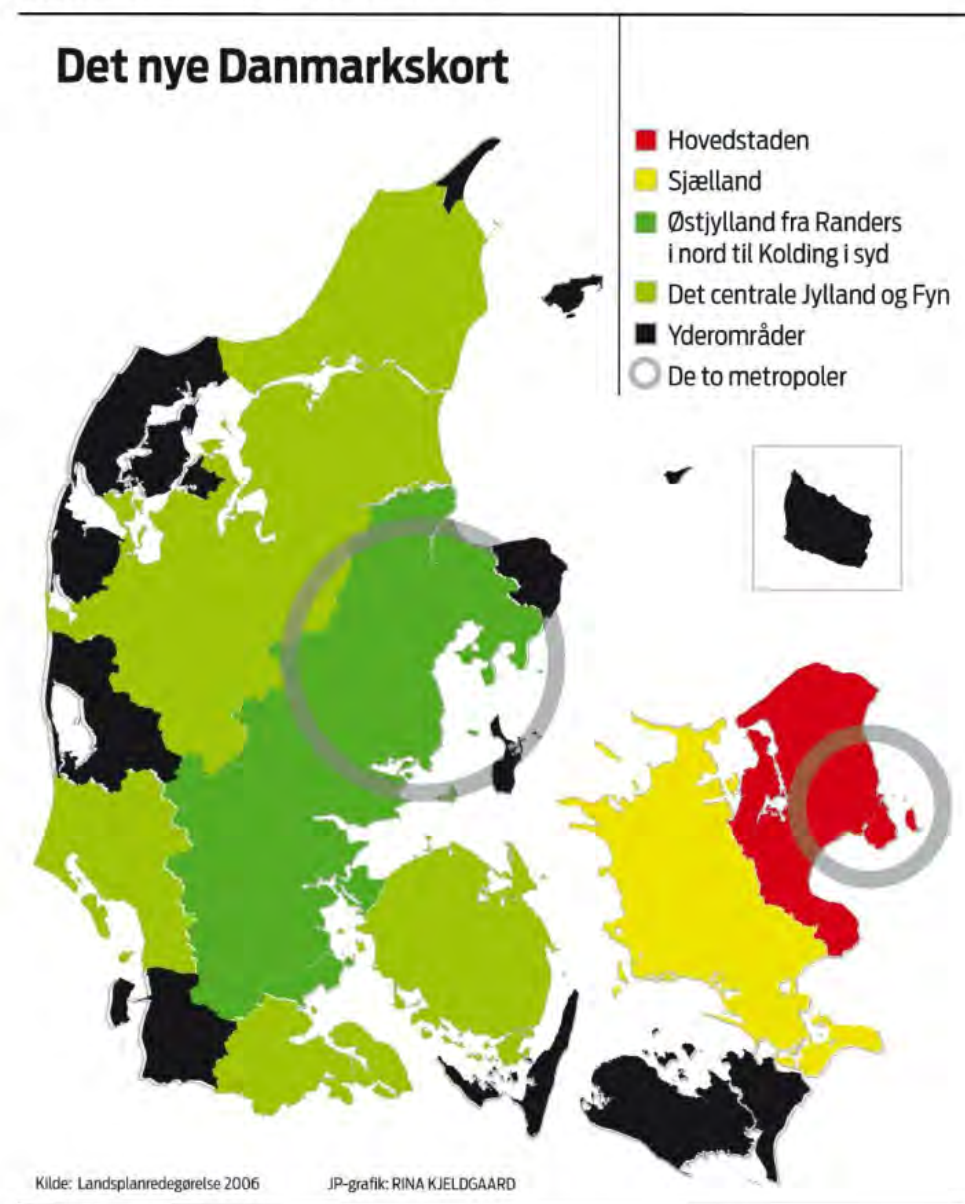 Det nye Danmarkskort
Hovedstaden
Sjælland
Østjylland fra Randers
i nord til Kolding i syd
Det centrale Jylland og Fyn
Yderområder
De to metropoler
Kilde: Landsplanredegørelse 2006
JP-grafik: RINA KJELDGAARD